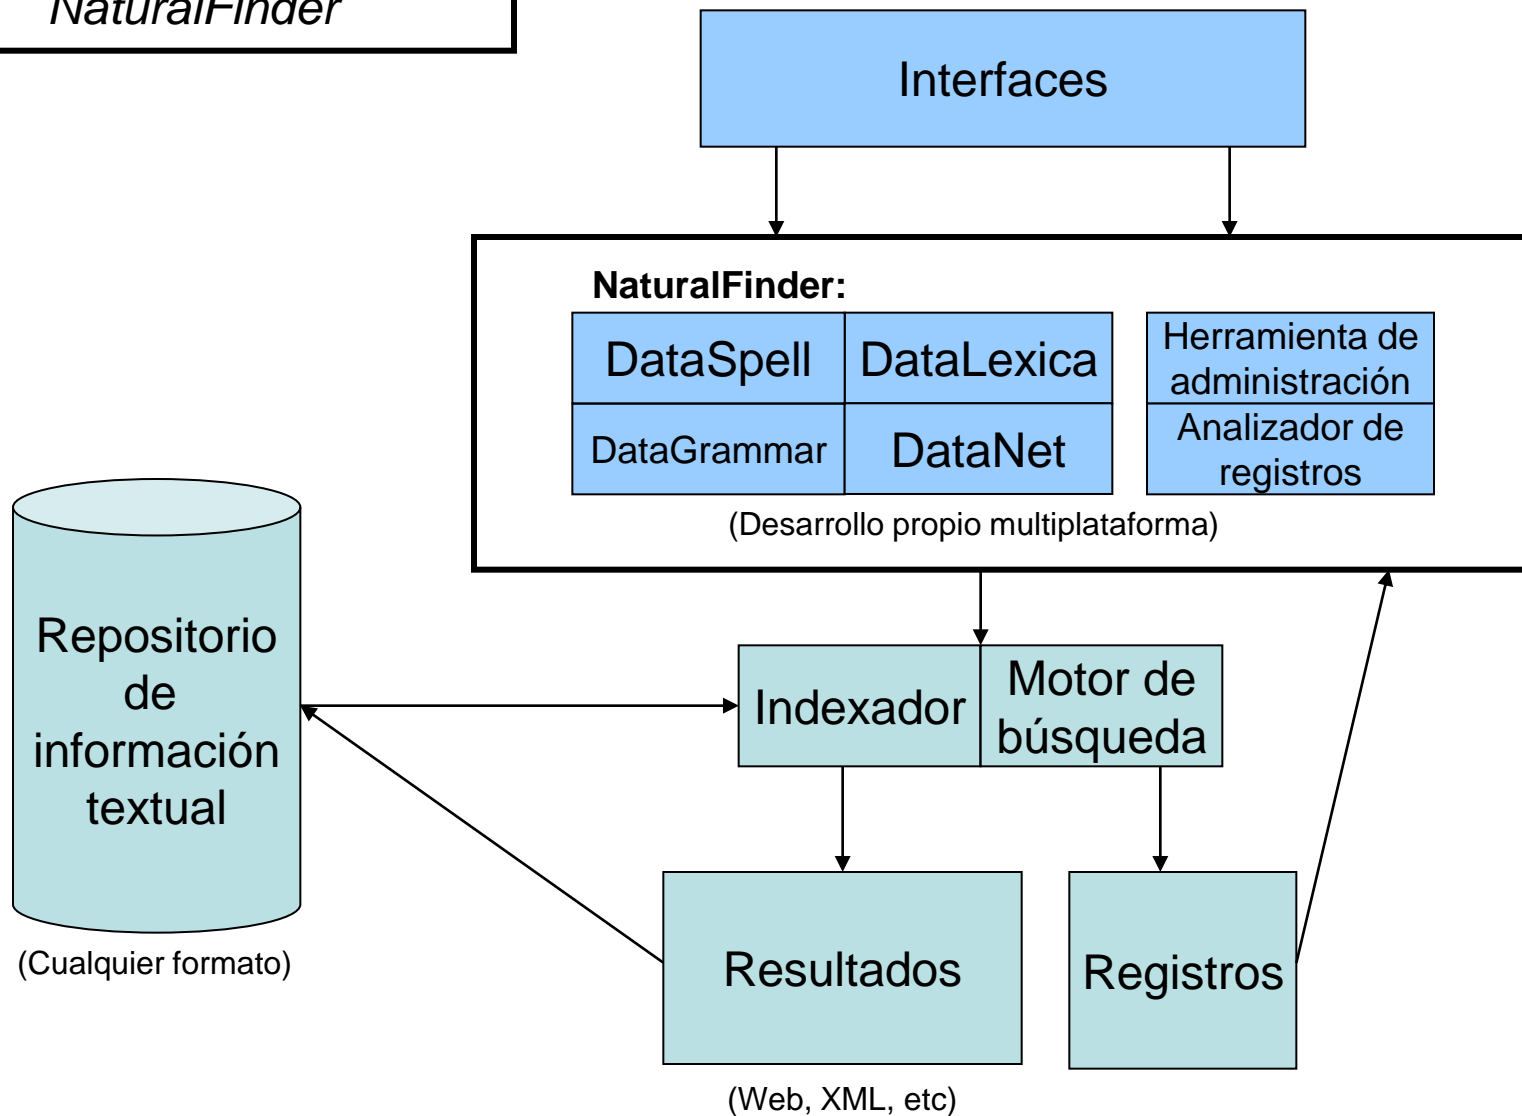 NaturalFinder
Interfaces
NaturalFinder:
DataSpell
DataLexica
DataGrammar
DataNet
Herramienta de
administración
Analizador de
registros
(Desarrollo propio multiplataforma)
Repositorio
de
información
textual
(Cualquier formato)
Indexador
Motor de
búsqueda
Resultados
(Web, XML, etc)
Registros